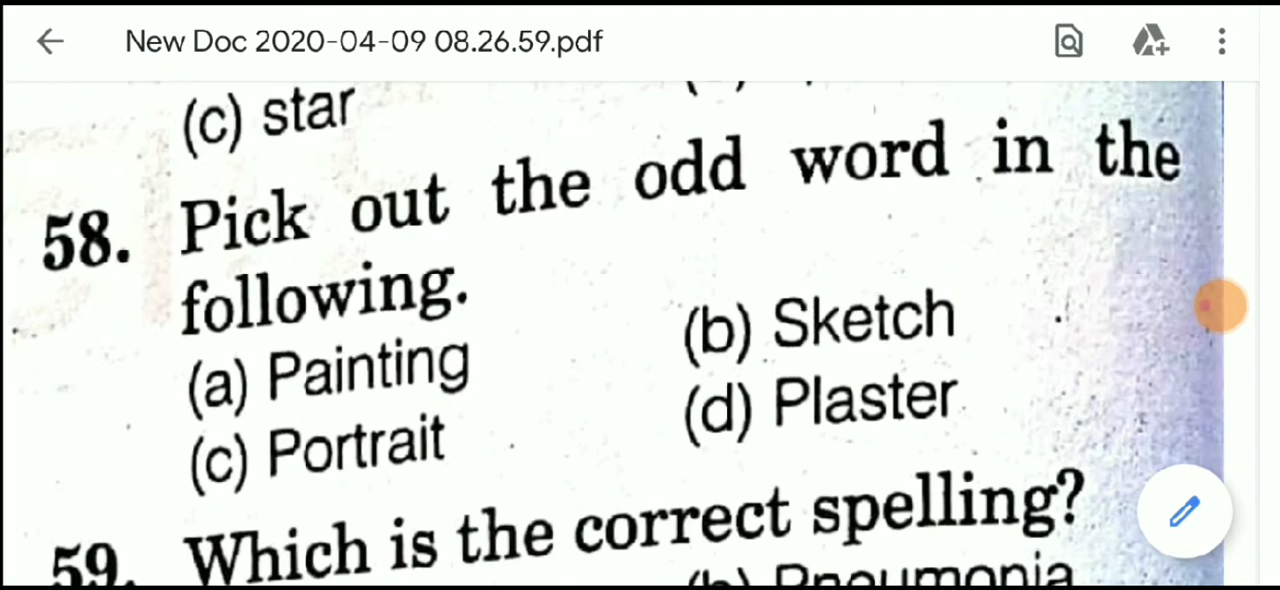 New Doc 2020-04-09 08.26.59.pdf
(c) star
58. Pick out the odd word in the
following.
(a) Painting (b) Sketch
(c) Portrait (d) Plaster
59. Which is the correct spelling?
(b) Pneumonia